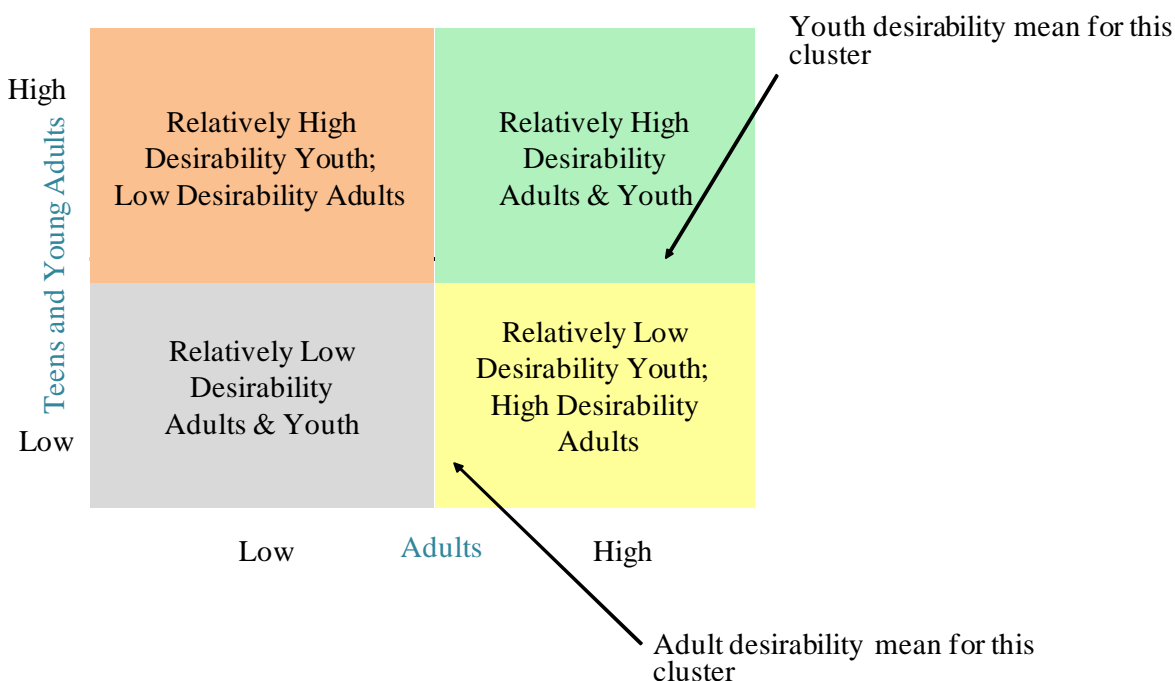 Youth desirability mean for this
cluster
High
Relatively High
Desirability Youth;
Low Desirability Adults
Relatively High
Desirability
Adults & Youth
Teens and Young Adults
Relatively Low
Desirability
Adults & Youth
Relatively Low
Desirability Youth;
High Desirability
Adults
Low
Low
Adults
High
Adult desirability mean for this
cluster